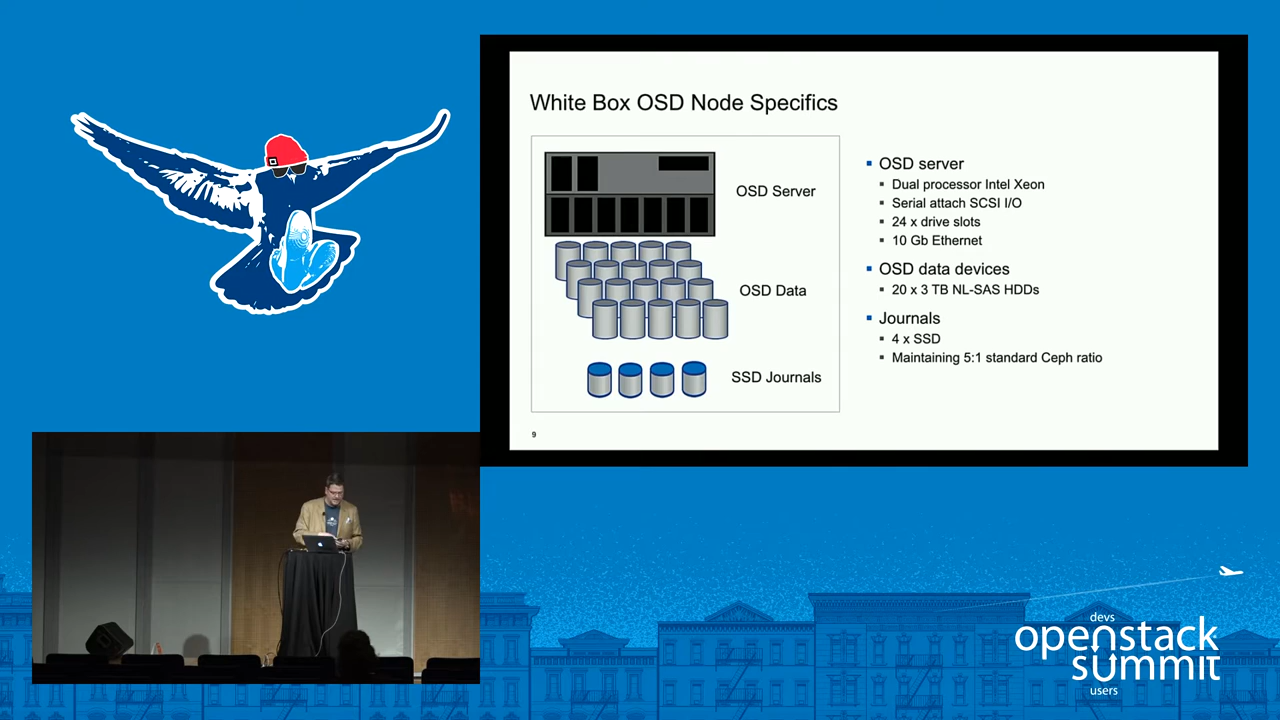 White Box OSD Node Specifics
OSD Server
OSD Data
SSD Journals
OSD server
Dual processor Intel Xeon
Serial attach SCSI I/O
24 x drive slots
10 Gb Ethernet
OSD data devices
20 x 3 TB NL-SAS HDDs
Journals
4 x SSD
Maintaining 5:1 standard Ceph ratio
9
devs
openstack
summit
users